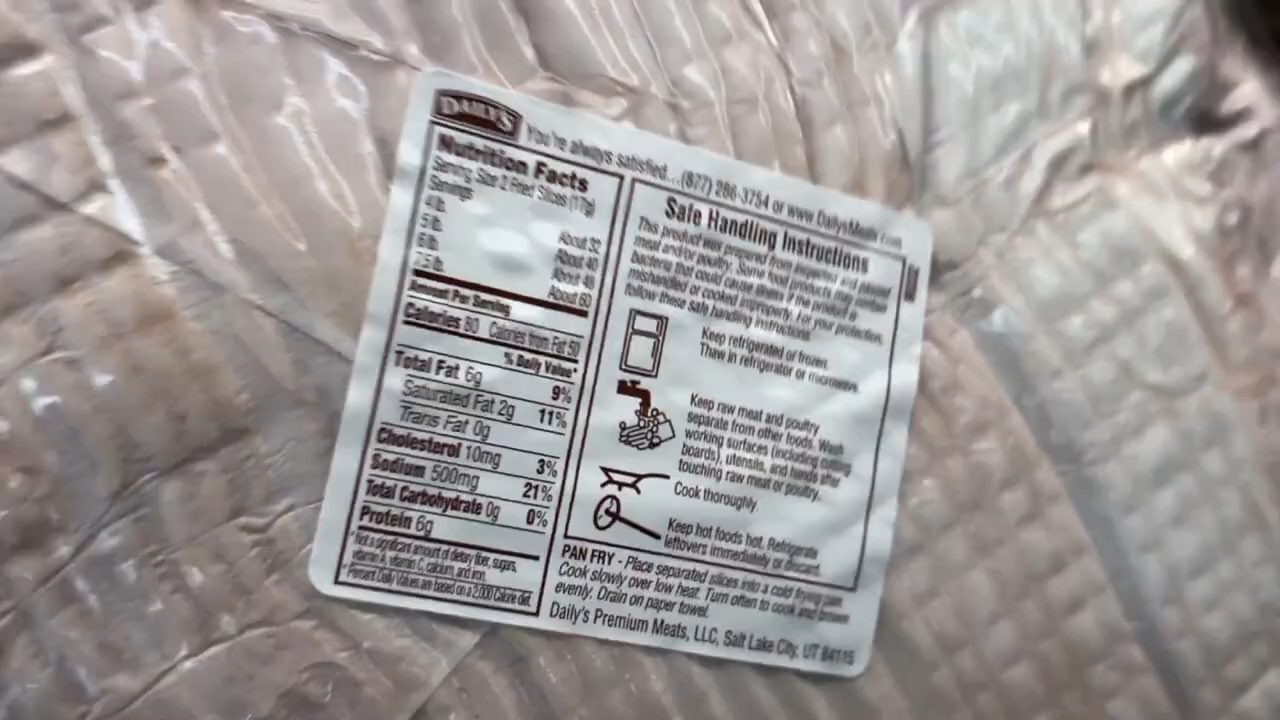 DAILY'S
You're always satisfied...(877) 286-3754 or www.DailysMeats.com
Nutrition Facts
Serving Size 2 Fried Slices (17g)
Servings
4 lb. About 32
5 lb. About 40
6 lb. About 48
7.5 lb. About 60
Amount Per Serving
Calories 80 Calories from Fat 50
% Daily Value*
Total Fat 6g 9%
Saturated Fat 2g 11%
Trans Fat 0g
Cholesterol 10mg 3%
Sodium 500mg 21%
Total Carbohydrate 0g 0%
Protein 6g
*Not a significant amount of dietary fiber, sugars,
vitamin A, vitamin C, calcium, and iron.
*Percent Daily Values are based on a 2,000 Calorie diet.
Safe Handling Instructions
This product was prepared from inspected and passed
meat and/or poultry. Some food products may contain
bacteria that could cause illness if the product is
mishandled or cooked improperly. For your protection,
follow these safe handling instructions.
Keep refrigerated or frozen.
Thaw in refrigerator or microwave.
Keep raw meat and poultry
separate from other foods. Wash
working surfaces (including cutting
boards), utensils, and hands after
touching raw meat or poultry.
Cook thoroughly.
Keep hot foods hot. Refrigerate
leftovers immediately or discard.
PAN FRY - Place separated slices into a cold frying pan.
Cook slowly over low heat. Turn often to cook and brown
evenly. Drain on paper towel.
Daily's Premium Meats, LLC, Salt Lake City, UT 84115